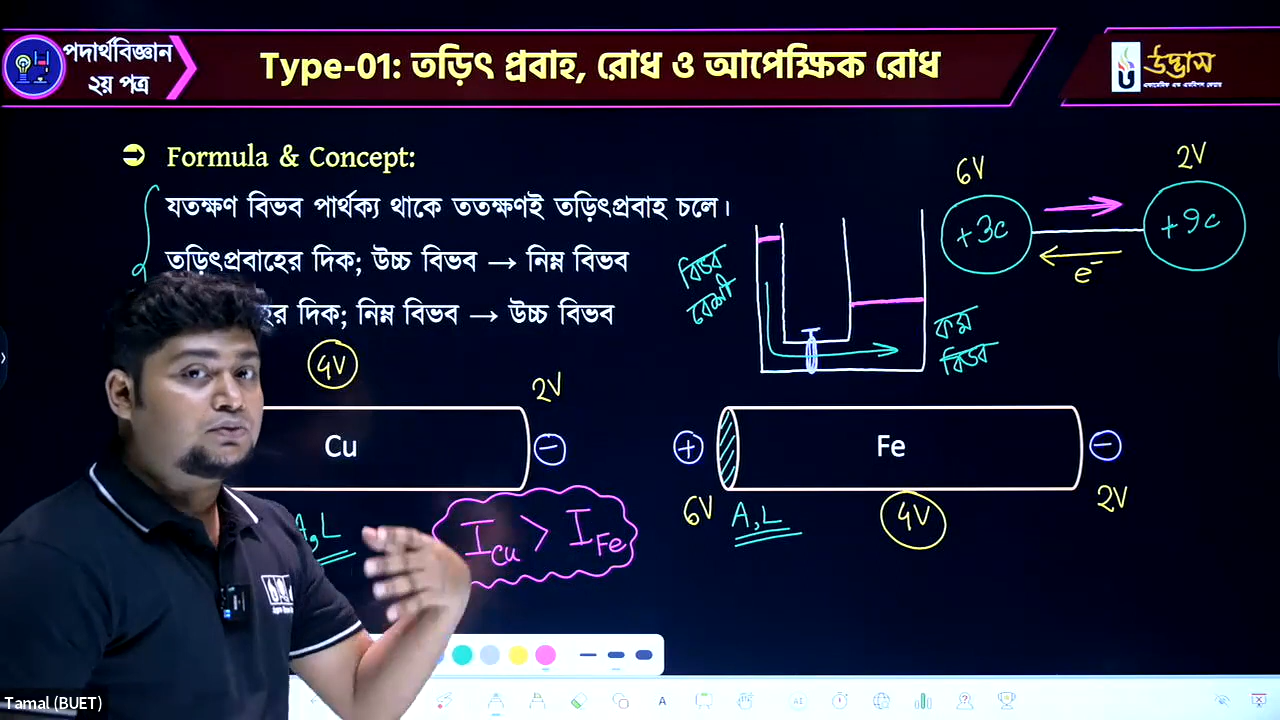 পদার্থবিজ্ঞান
২য় পত্র
Type-01: তড়িৎ প্রবাহ, রোধ ও আপেক্ষিক রোধ
উদ্ভাস
Formula & Concept:
যতক্ষণ বিভব পার্থক্য থাকে ততক্ষণই তড়িৎপ্রবাহ চলে।
তড়িৎপ্রবাহের দিক; উচ্চ বিভব → নিম্ন বিভব
দিক; নিম্ন বিভব → উচ্চ বিভব
6V
2V
+3c
+9c
e⁻
বিভব
বেশী
কম
বিভব
4V
2V
Cu
−
A, L
I_Cu > I_Fe
+
Fe
−
6V
A, L
4V
2V
Tamal (BUET)